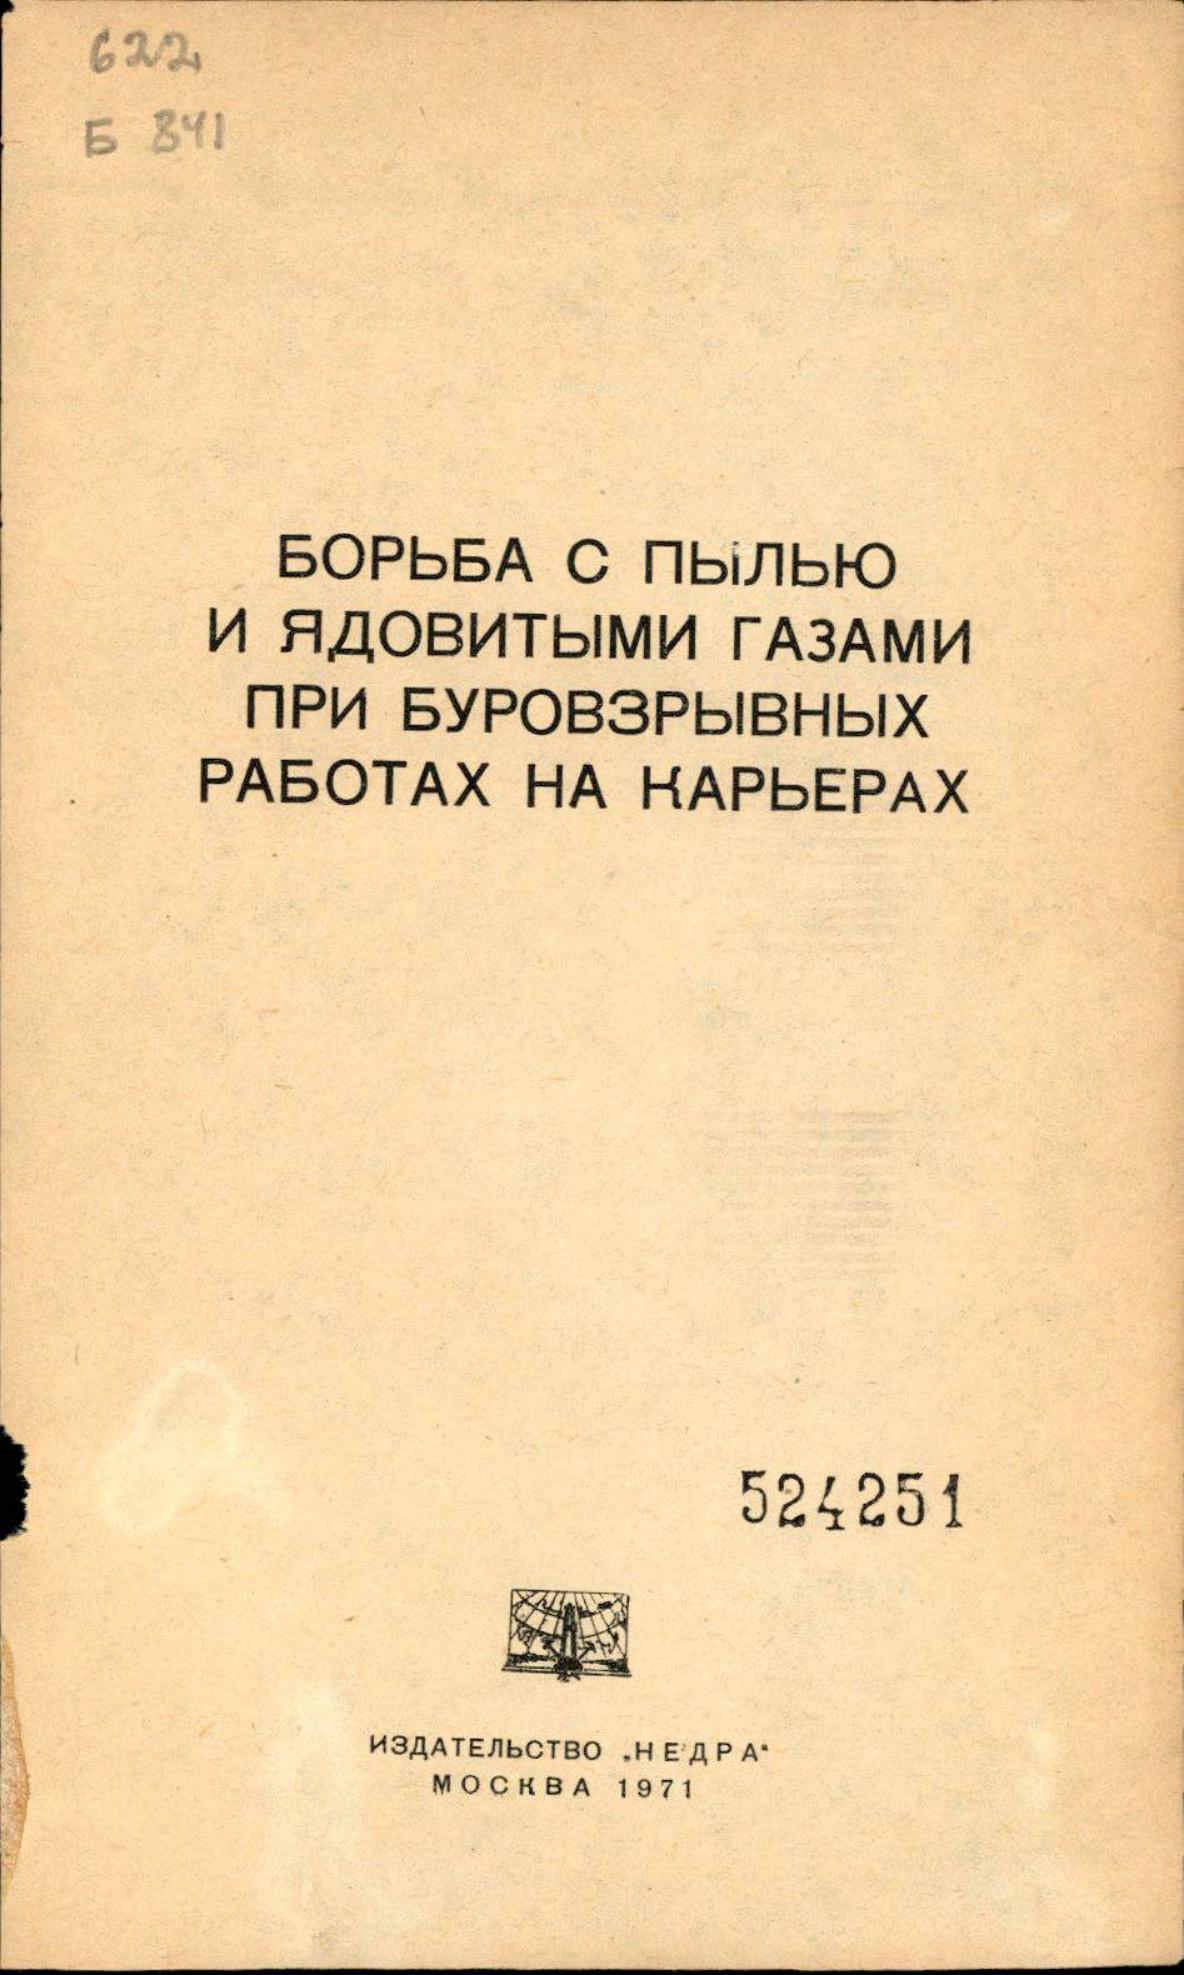 622
Б 841
БОРЬБА С ПЫЛЬЮ
И ЯДОВИТЫМИ ГАЗАМИ
ПРИ БУРОВЗРЫВНЫХ
РАБОТАХ НА КАРЬЕРАХ
524251
ИЗДАТЕЛЬСТВО „НЕДРА“
МОСКВА 1971